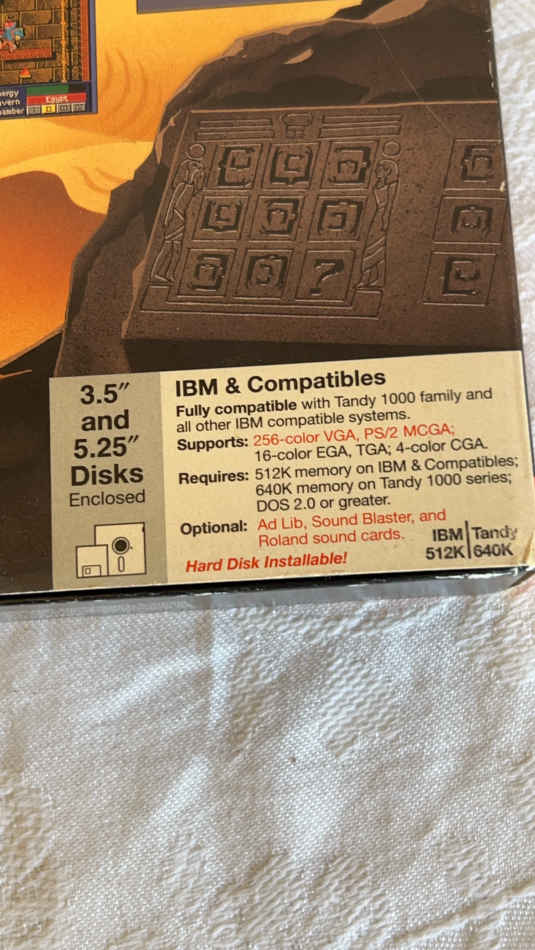 Egypt
3.5″
and
5.25″
Disks
Enclosed
IBM & Compatibles
Fully compatible with Tandy 1000 family and
all other IBM compatible systems.
Supports: 256-color VGA, PS/2 MCGA;
16-color EGA, TGA; 4-color CGA.
Requires: 512K memory on IBM & Compatibles;
640K memory on Tandy 1000 series;
DOS 2.0 or greater.
Optional: Ad Lib, Sound Blaster, and
Roland sound cards.
Hard Disk Installable!
IBM Tandy
512K 640K